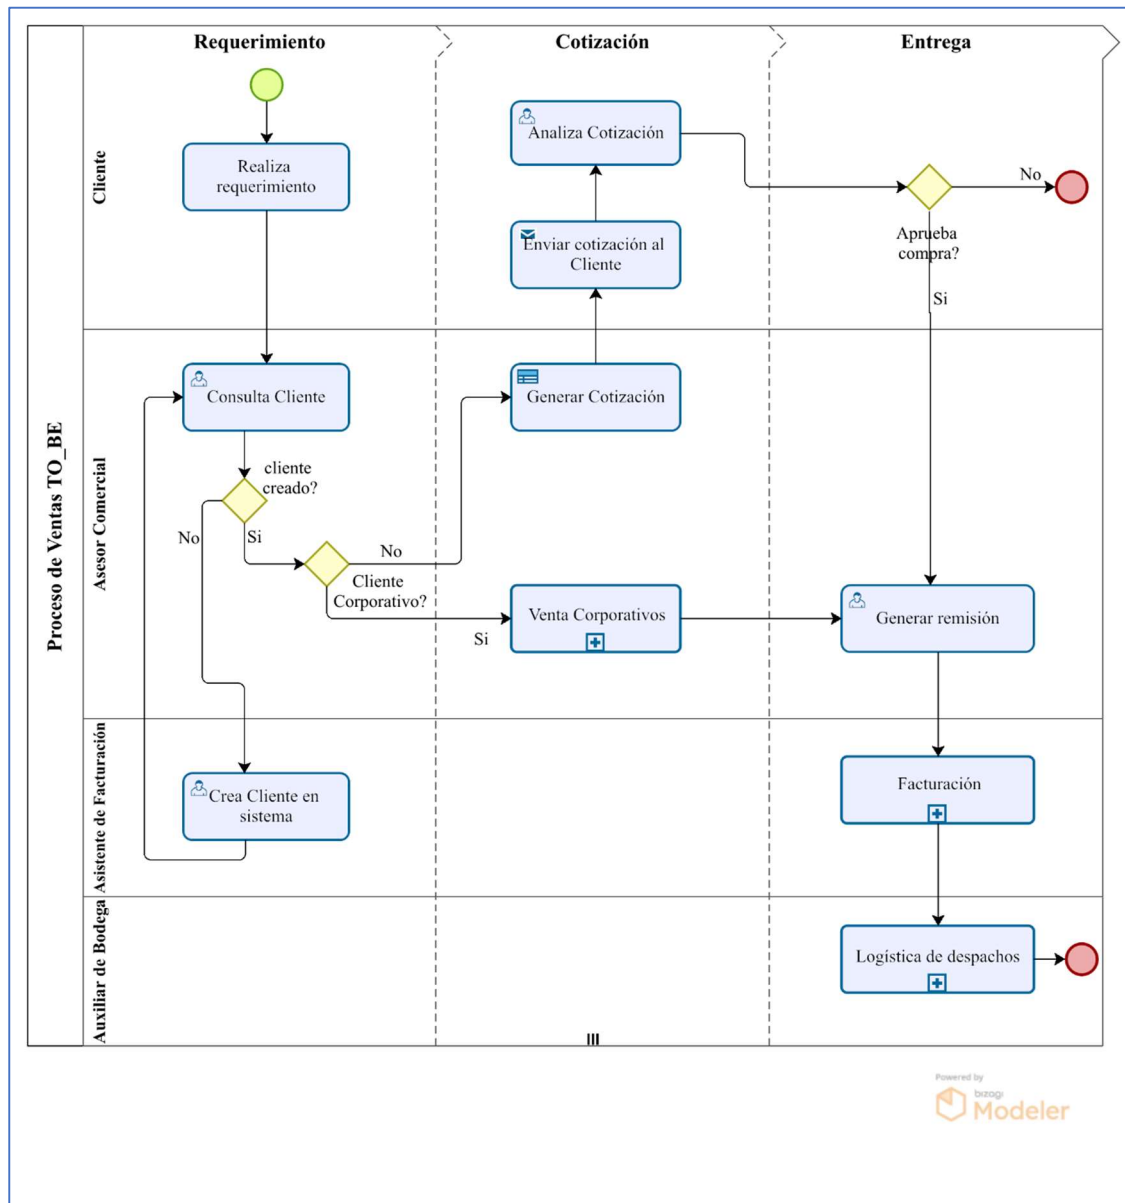 Proceso de Ventas TO_BE
Requerimiento
Cotización
Entrega
Cliente
Realiza
requerimiento
Analiza Cotización
Enviar cotización al
Cliente
Aprueba
compra?
No
Si
Asesor Comercial
Consulta Cliente
cliente
creado?
No
Si
Cliente
Corporativo?
No
Si
Generar Cotización
Venta Corporativos
Generar remisión
Asistente de Facturación
Crea Cliente en
sistema
Facturación
Auxiliar de Bodega
Logística de despachos
Powered by
bizagi
Modeler